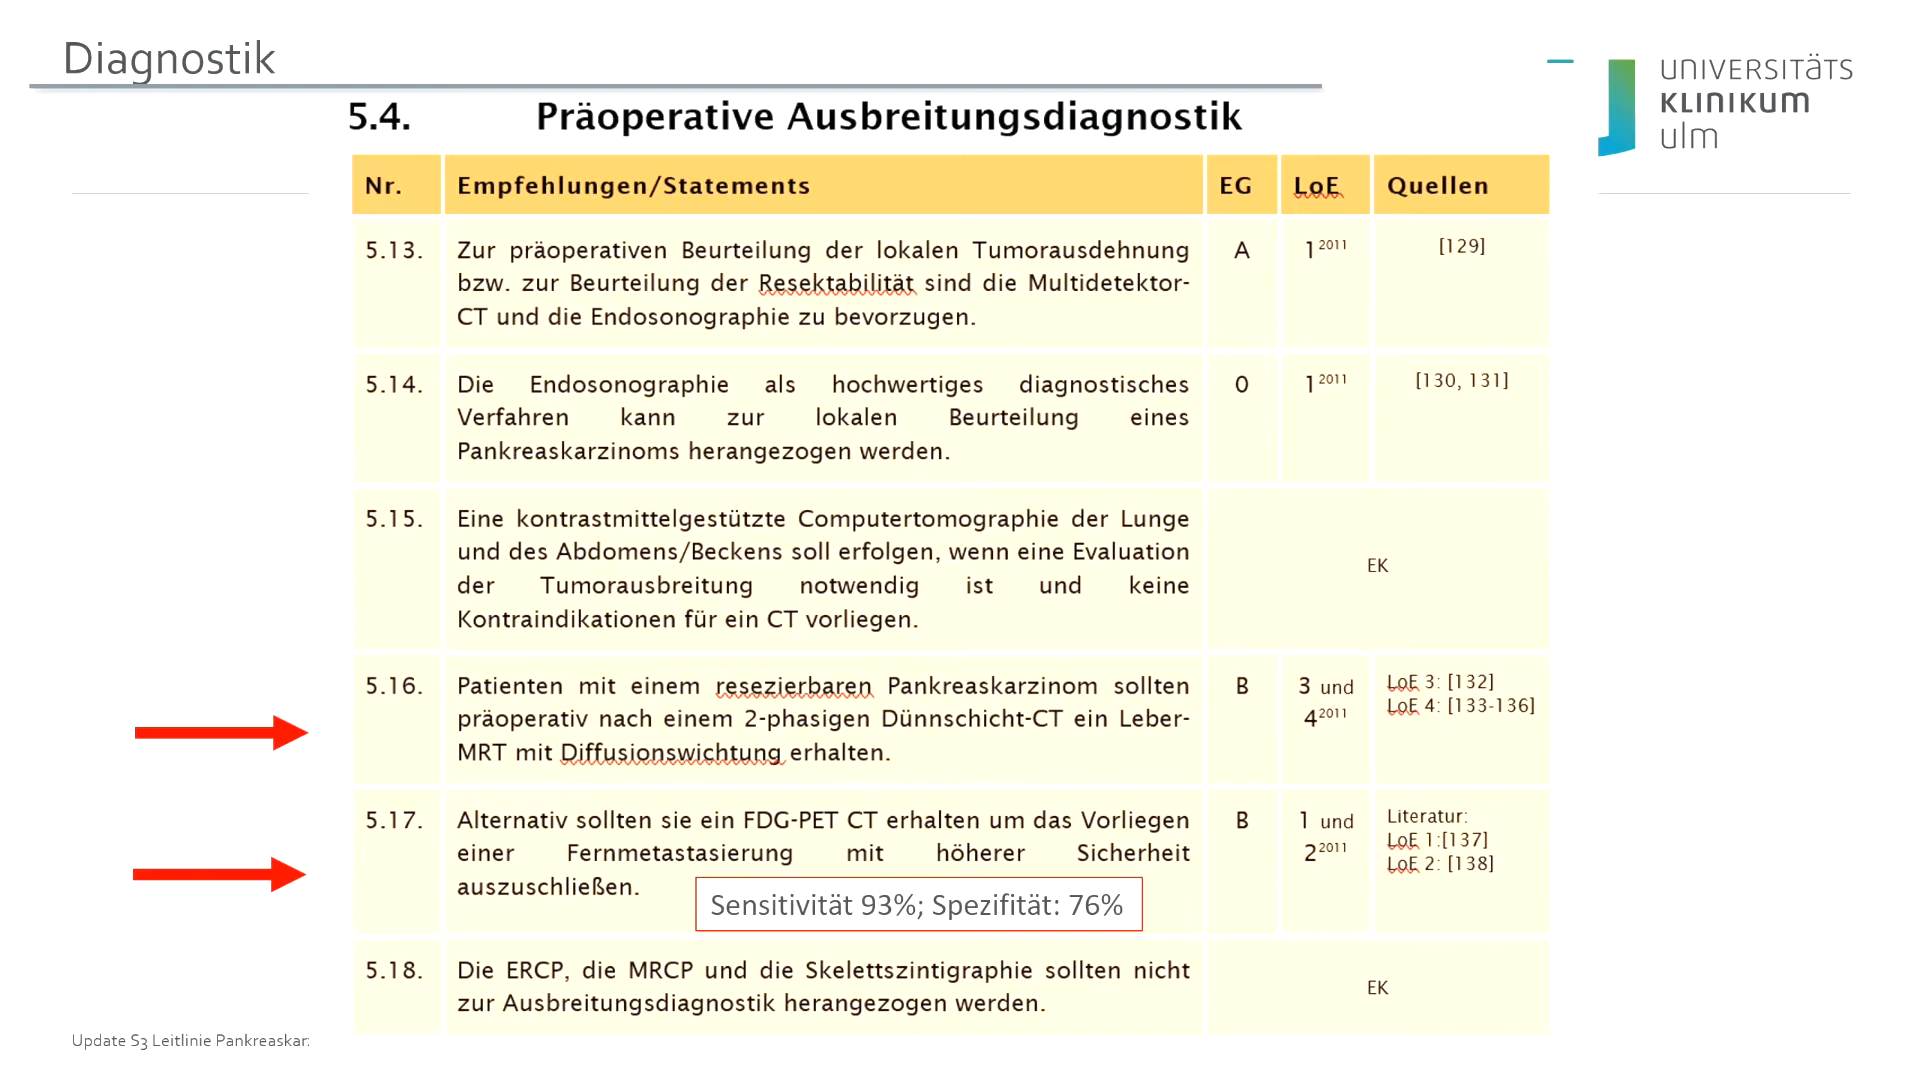 Diagnostik
UNIVERSITÄTS
KLINIKUM
ulm
5.4. Präoperative Ausbreitungsdiagnostik
Nr. Empfehlungen/Statements EG LoE Quellen
5.13. Zur präoperativen Beurteilung der lokalen Tumorausdehnung A 1 2011 [129]
bzw. zur Beurteilung der Resektabilität sind die Multidetektor-
CT und die Endosonographie zu bevorzugen.
5.14. Die Endosonographie als hochwertiges diagnostisches 0 1 2011 [130, 131]
Verfahren kann zur lokalen Beurteilung eines
Pankreaskarzinoms herangezogen werden.
5.15. Eine kontrastmittelgestützte Computertomographie der Lunge
und des Abdomens/Beckens soll erfolgen, wenn eine Evaluation
EK
der Tumorausbreitung notwendig ist und keine
Kontraindikationen für ein CT vorliegen.
5.16. Patienten mit einem resezierbaren Pankreaskarzinom sollten B 3 und LoE 3: [132]
präoperativ nach einem 2-phasigen Dünnschicht-CT ein Leber- 4 2011 LoE 4: [133-136]
MRT mit Diffusionswichtung erhalten.
5.17. Alternativ sollten sie ein FDG-PET CT erhalten um das Vorliegen B 1 und Literatur:
einer Fernmetastasierung mit höherer Sicherheit 2 2011 LoE 1:[137]
auszuschließen. LoE 2: [138]
Sensitivität 93%; Spezifität: 76%
5.18. Die ERCP, die MRCP und die Skelettszintigraphie sollten nicht
EK
zur Ausbreitungsdiagnostik herangezogen werden.
Update S3 Leitlinie Pankreaskar: